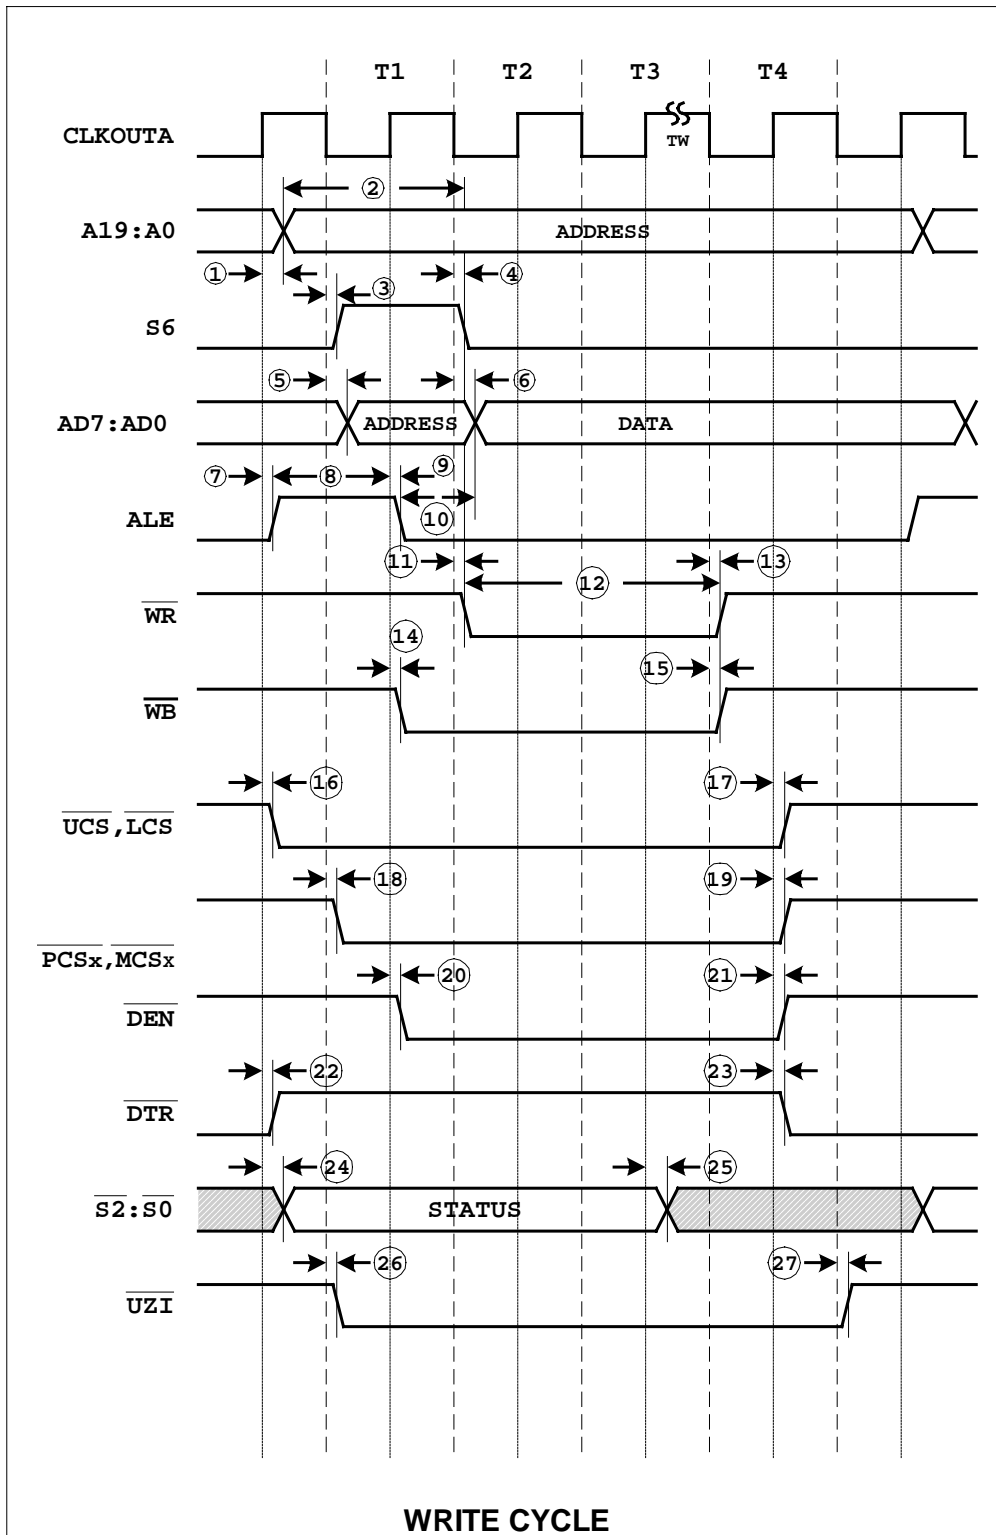 T1 T2 T3 T4
CLKOUTA
TW
②
A19:A0
ADDRESS
① ③ ④
S6
⑤ ⑥
AD7:AD0
ADDRESS DATA
⑦ ⑧ ⑨
ALE
⑩
⑪ ⑫ ⑬
WR
⑭
⑮
WB
⑯ ⑰
UCS,LCS
⑱ ⑲
PCSx,MCSx
⑳ ㉑
DEN
㉒ ㉓
DTR
㉔ ㉕
S2:S0
STATUS
㉖ ㉗
UZI
WRITE CYCLE